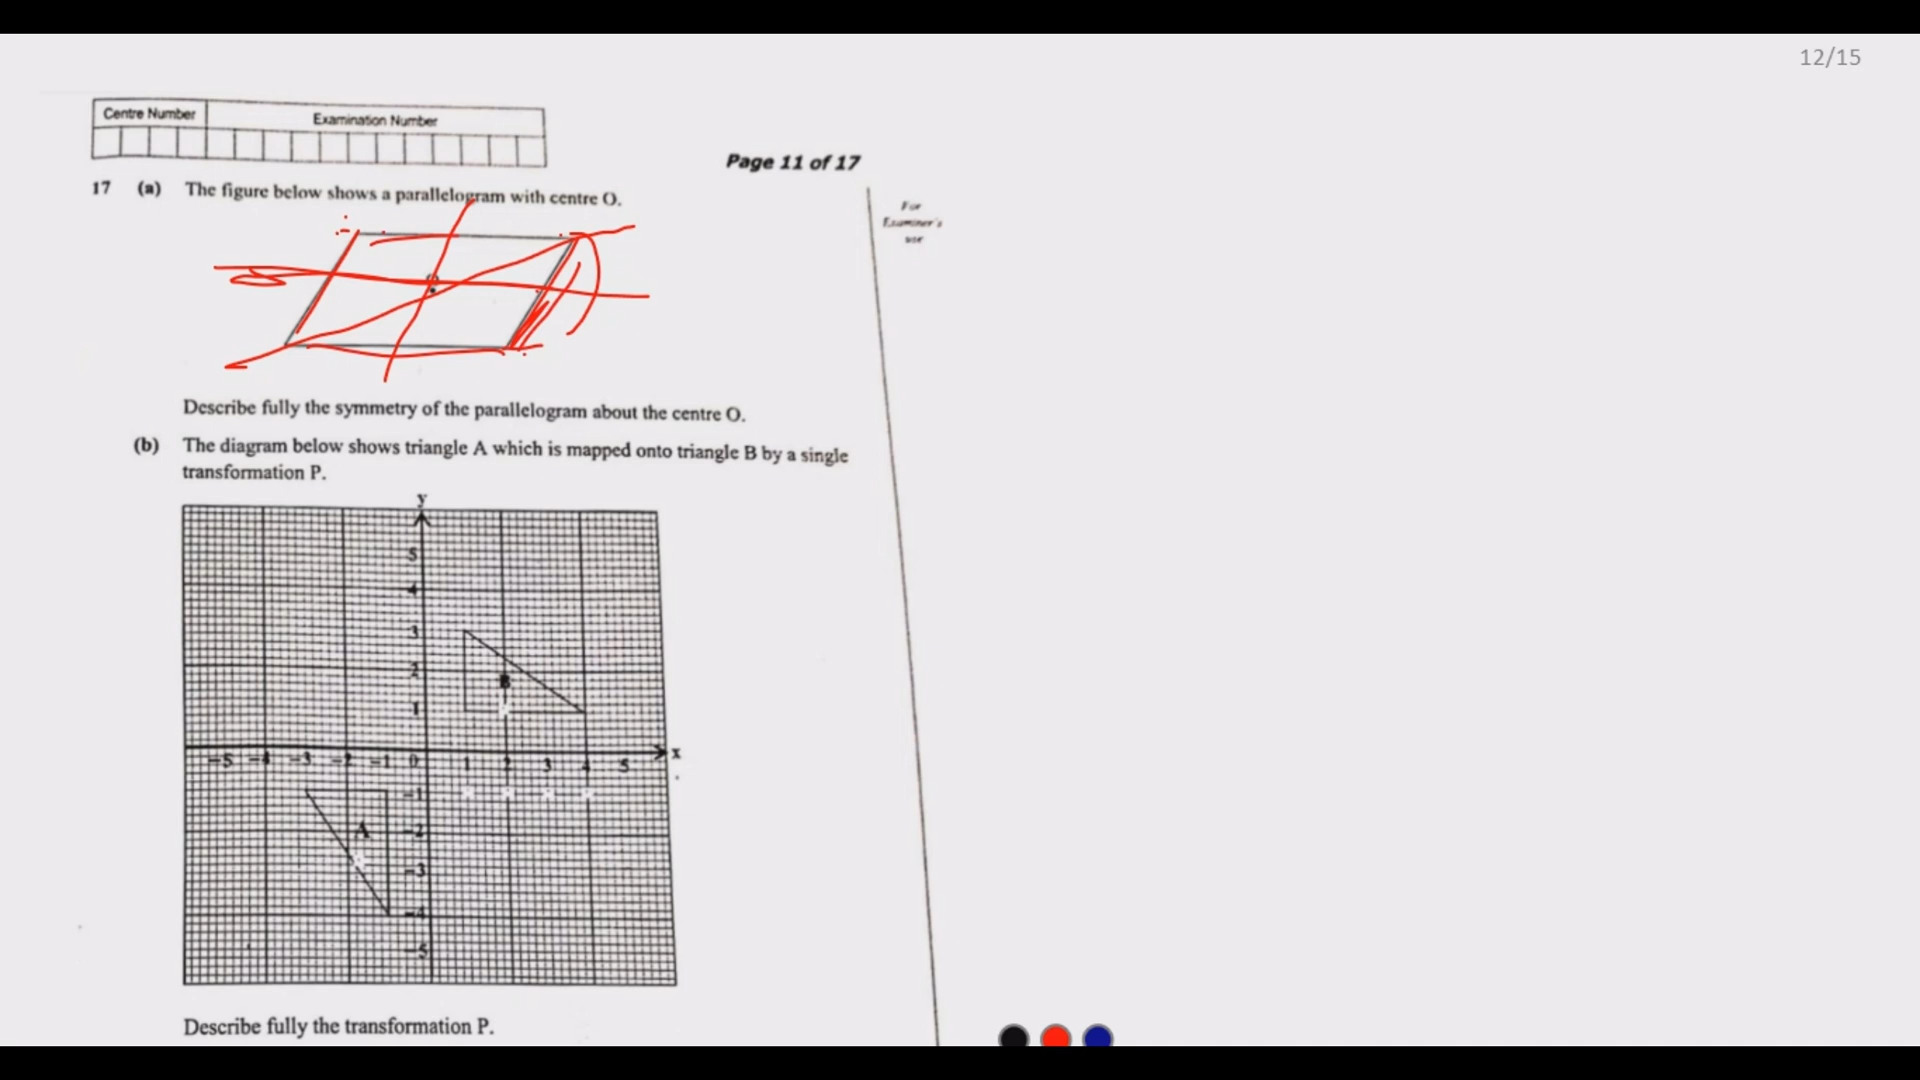 12/15
Centre Number Examination Number
Page 11 of 17
17 (a) The figure below shows a parallelogram with centre O.
For
Examiner's
use
Describe fully the symmetry of the parallelogram about the centre O.
(b) The diagram below shows triangle A which is mapped onto triangle B by a single
transformation P.
y
5
4
3
2
B
1
-5 -4 -3 -2 -1 0 1 2 3 4 5 x
-1
A -2
-3
-4
-5
Describe fully the transformation P.